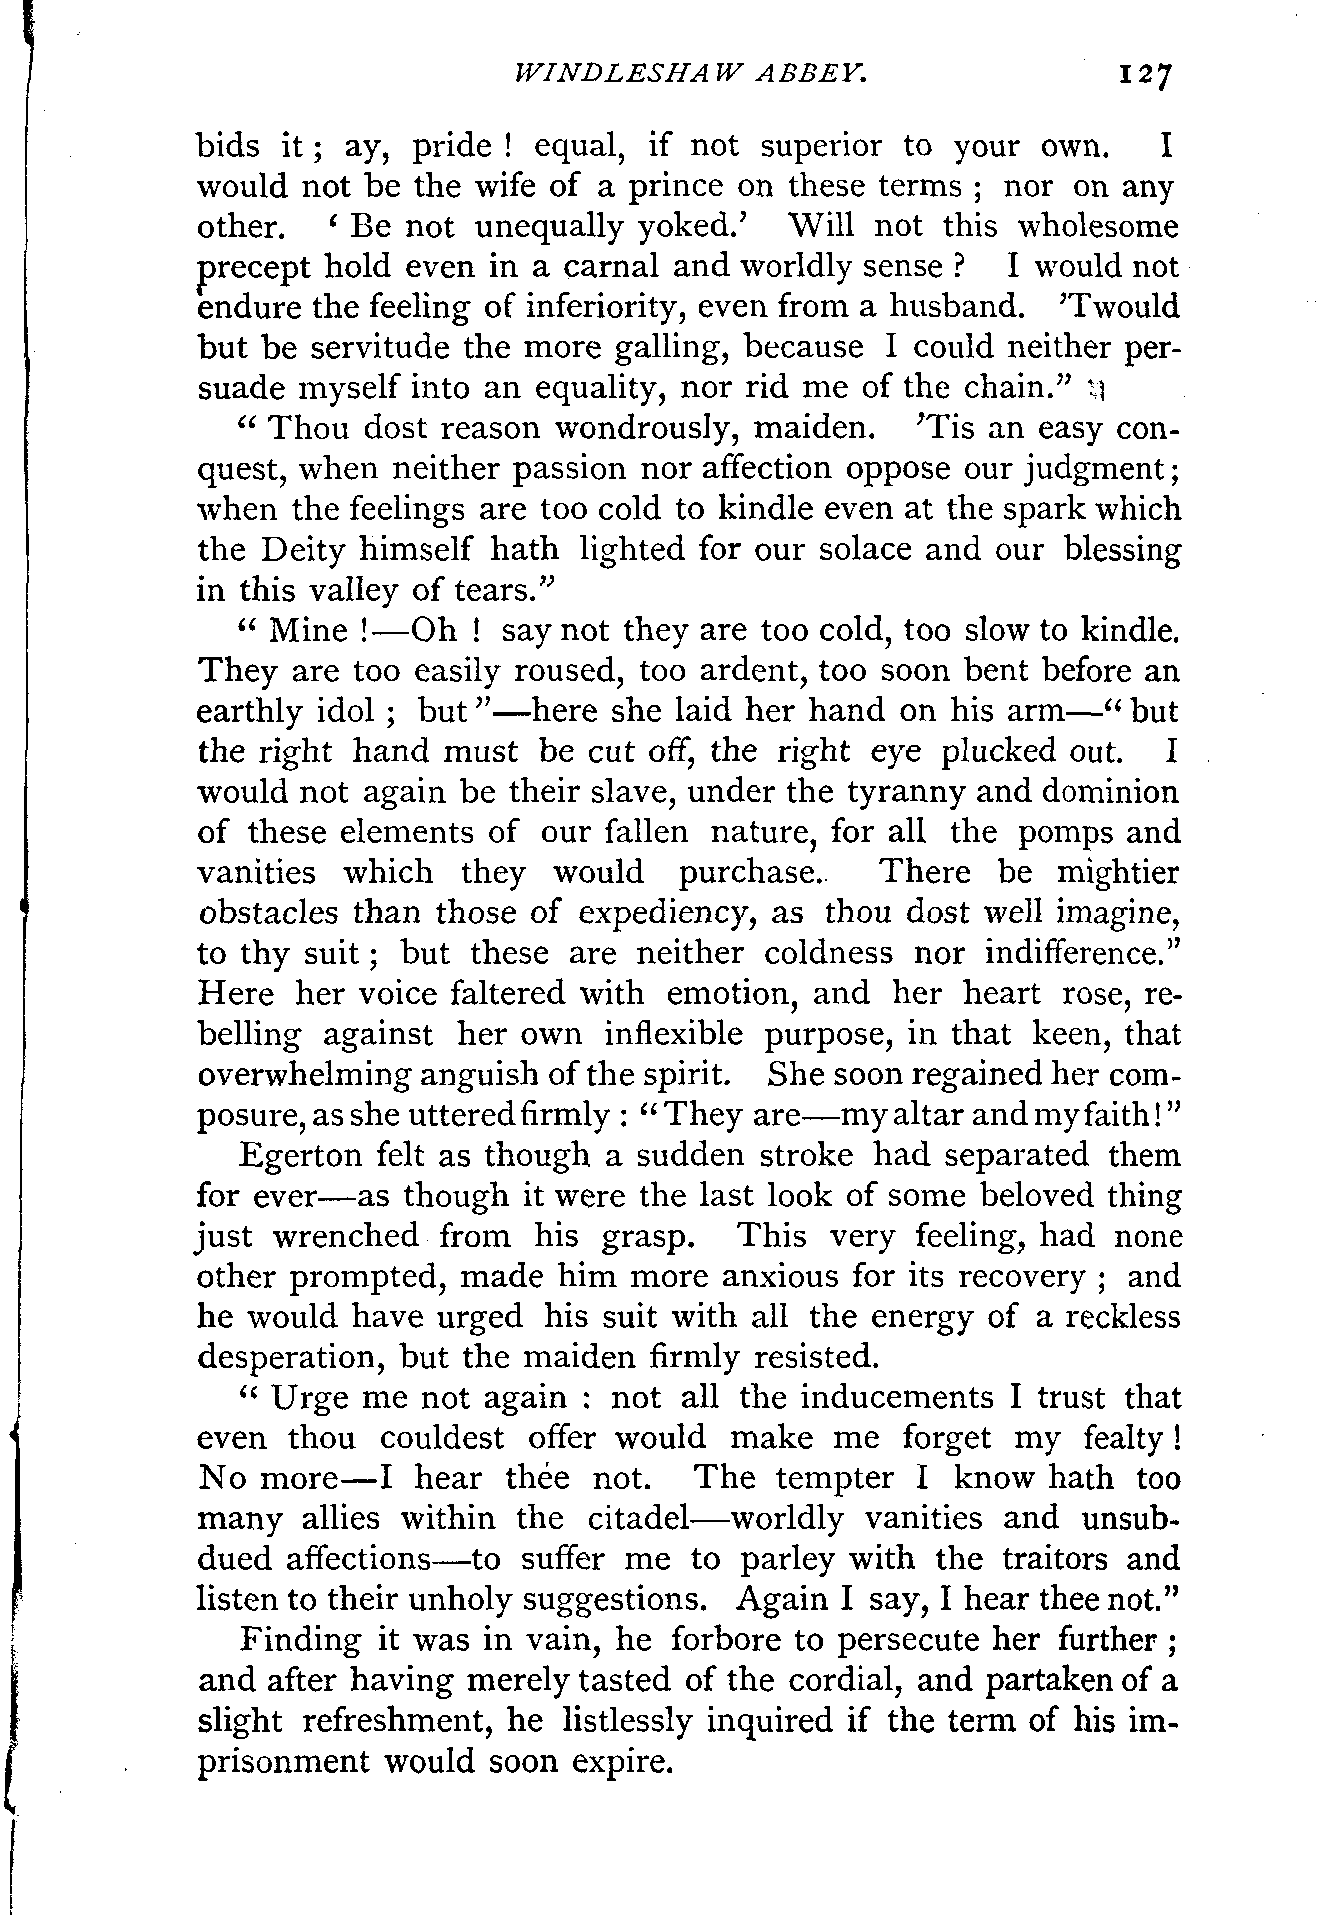 WINDLESHAW ABBEY. 127
bids it ; ay, pride ! equal, if not superior to your own. I
would not be the wife of a prince on these terms ; nor on any
other. ‘ Be not unequally yoked.’ Will not this wholesome
precept hold even in a carnal and worldly sense ? I would not
endure the feeling of inferiority, even from a husband. ’Twould
but be servitude the more galling, because I could neither per-
suade myself into an equality, nor rid me of the chain.”
“ Thou dost reason wondrously, maiden. ’Tis an easy con-
quest, when neither passion nor affection oppose our judgment ;
when the feelings are too cold to kindle even at the spark which
the Deity himself hath lighted for our solace and our blessing
in this valley of tears.”
“ Mine !—Oh ! say not they are too cold, too slow to kindle.
They are too easily roused, too ardent, too soon bent before an
earthly idol ; but ”—here she laid her hand on his arm—“ but
the right hand must be cut off, the right eye plucked out. I
would not again be their slave, under the tyranny and dominion
of these elements of our fallen nature, for all the pomps and
vanities which they would purchase. There be mightier
obstacles than those of expediency, as thou dost well imagine,
to thy suit ; but these are neither coldness nor indifference.”
Here her voice faltered with emotion, and her heart rose, re-
belling against her own inflexible purpose, in that keen, that
overwhelming anguish of the spirit. She soon regained her com-
posure, as she uttered firmly : “ They are—my altar and my faith ! ”
Egerton felt as though a sudden stroke had separated them
for ever—as though it were the last look of some beloved thing
just wrenched from his grasp. This very feeling, had none
other prompted, made him more anxious for its recovery ; and
he would have urged his suit with all the energy of a reckless
desperation, but the maiden firmly resisted.
“ Urge me not again : not all the inducements I trust that
even thou couldest offer would make me forget my fealty !
No more—I hear thee not. The tempter I know hath too
many allies within the citadel—worldly vanities and unsub-
dued affections—to suffer me to parley with the traitors and
listen to their unholy suggestions. Again I say, I hear thee not.”
Finding it was in vain, he forbore to persecute her further ;
and after having merely tasted of the cordial, and partaken of a
slight refreshment, he listlessly inquired if the term of his im-
prisonment would soon expire.